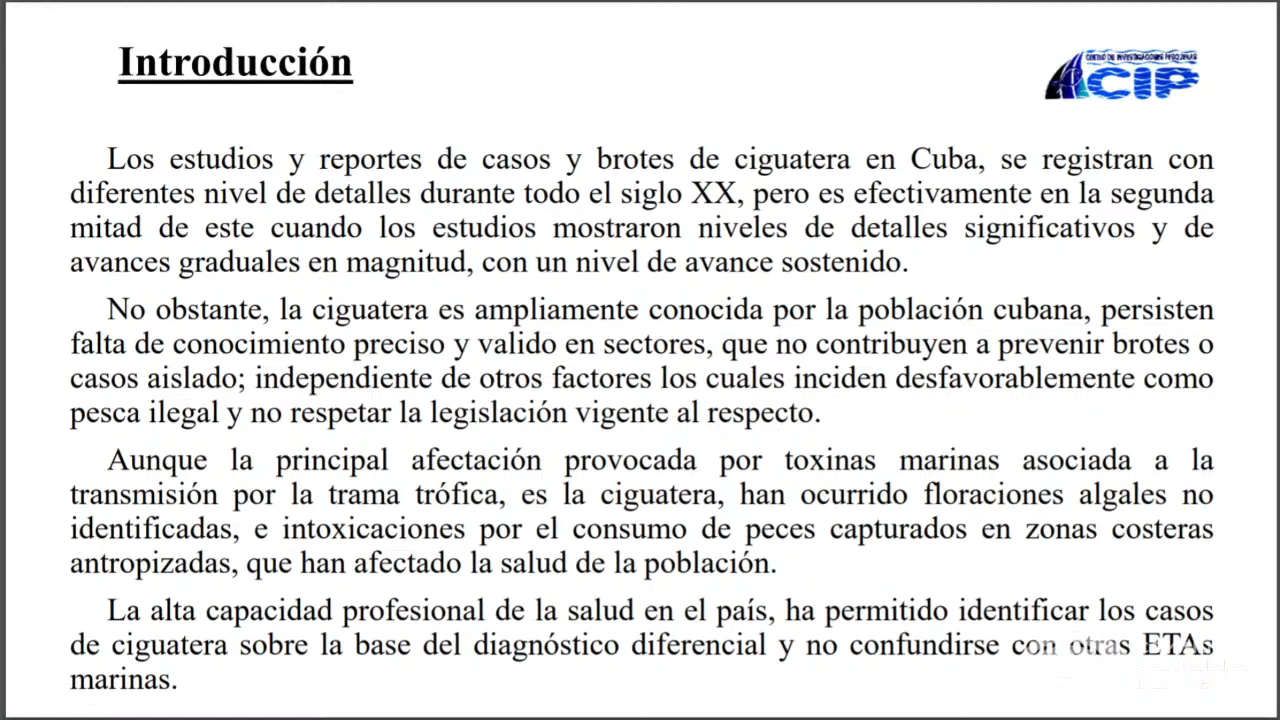 Introducción
CENTRO DE INVESTIGACIONES PESQUERAS
CIP
Los estudios y reportes de casos y brotes de ciguatera en Cuba, se registran con
diferentes nivel de detalles durante todo el siglo XX, pero es efectivamente en la segunda
mitad de este cuando los estudios mostraron niveles de detalles significativos y de
avances graduales en magnitud, con un nivel de avance sostenido.
No obstante, la ciguatera es ampliamente conocida por la población cubana, persisten
falta de conocimiento preciso y valido en sectores, que no contribuyen a prevenir brotes o
casos aislado; independiente de otros factores los cuales inciden desfavorablemente como
pesca ilegal y no respetar la legislación vigente al respecto.
Aunque la principal afectación provocada por toxinas marinas asociada a la
transmisión por la trama trófica, es la ciguatera, han ocurrido floraciones algales no
identificadas, e intoxicaciones por el consumo de peces capturados en zonas costeras
antropizadas, que han afectado la salud de la población.
La alta capacidad profesional de la salud en el país, ha permitido identificar los casos
de ciguatera sobre la base del diagnóstico diferencial y no confundirse con otras ETAs
marinas.